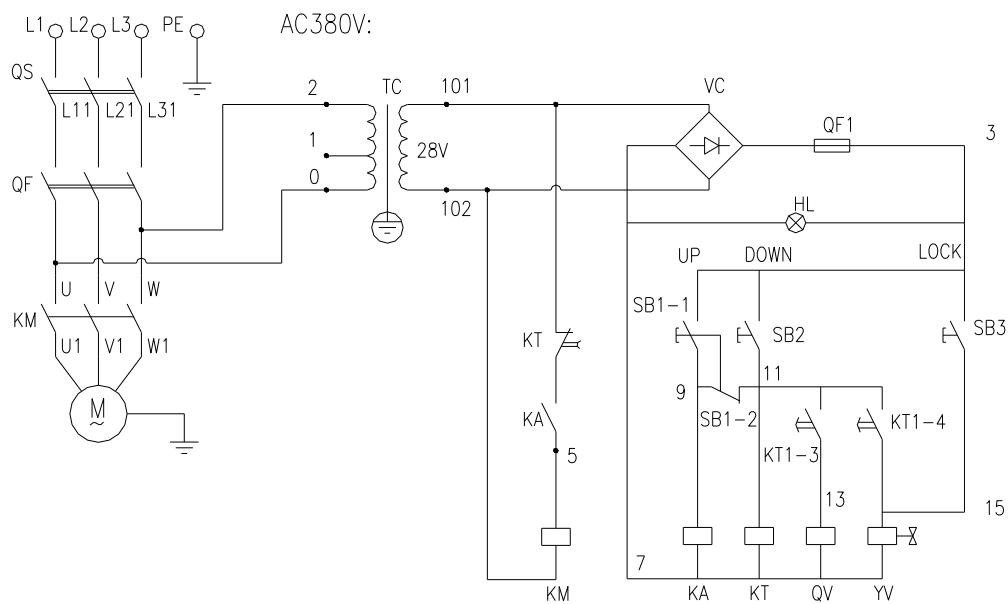 L1 L2 L3 PE AC380V:
QS
L11 L21 L31
2 TC 101 VC
QF1 3
1 28V
QF 0
102
HL
U V W
UP DOWN LOCK
KM
SB1-1
U1 V1 W1
KT SB2 SB3
M
~
9 11
KA SB1-2 KT1-4
5 KT1-3
13 15
7
KM KA KT QV YV